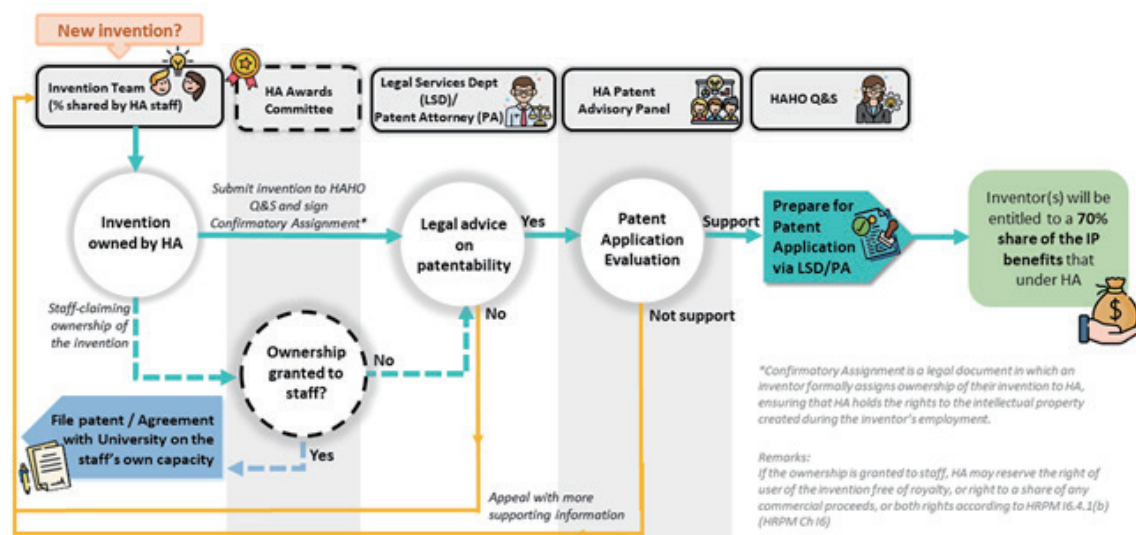 New invention?
Invention Team
(% shared by HA staff)
HA Awards
Committee
Legal Services Dept
(LSD)/
Patent Attorney (PA)
HA Patent
Advisory Panel
HAHO Q&S
Invention
owned by HA
Submit invention to HAHO
Q&S and sign
Confirmatory Assignment*
Legal advice
on
patentability
Yes
Patent
Application
Evaluation
Support
Prepare for
Patent
Application
via LSD/PA
Inventor(s) will be
entitled to a 70%
share of the IP
benefits that
under HA
Staff-claiming
ownership of
the invention
No
Not support
Ownership
granted to
staff?
No
Yes
File patent / Agreement
with University on the
staff's own capacity
Appeal with more
supporting information
*Confirmatory Assignment is a legal document in which an
inventor formally assigns ownership of their invention to HA,
ensuring that HA holds the rights to the intellectual property
created during the inventor's employment.
Remarks:
If the ownership is granted to staff, HA may reserve the right of
user of the invention free of royalty, or right to a share of any
commercial proceeds, or both rights according to HRPM I6.4.1(b)
(HRPM Ch I6)